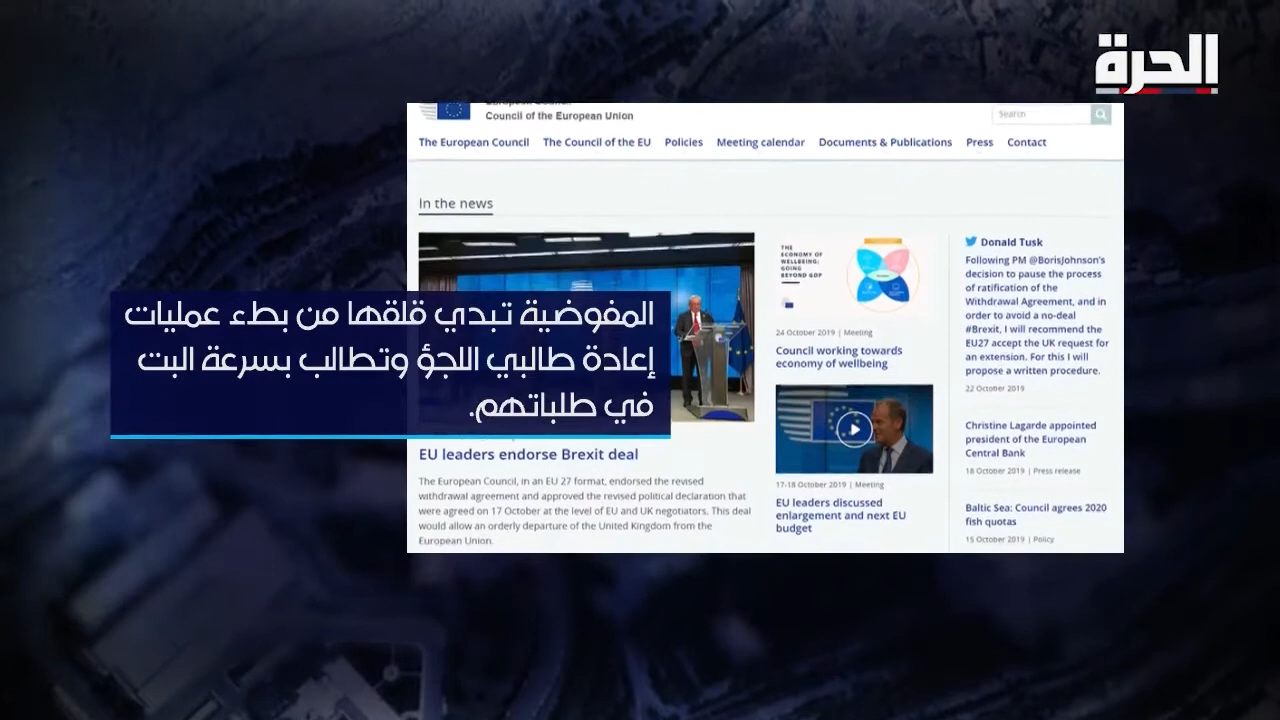 الحرة
Council of the European Union
Search
The European Council The Council of the EU Policies Meeting calendar Documents & Publications Press Contact
In the news
المفوضية تبدي قلقها من بطء عمليات
إعادة طالبي اللجؤ وتطالب بسرعة البت
في طلباتهم.
EU leaders endorse Brexit deal
The European Council, in an EU 27 format, endorsed the revised
withdrawal agreement and approved the revised political declaration that
were agreed on 17 October at the level of EU and UK negotiators. This deal
would allow an orderly departure of the United Kingdom from the
European Union.
THE
ECONOMY OF
WELLBEING:
GOING
BEYOND GDP
24 October 2019 | Meeting
Council working towards
economy of wellbeing
17-18 October 2019 | Meeting
EU leaders discussed
enlargement and next EU
budget
Donald Tusk
Following PM @BorisJohnson's
decision to pause the process
of ratification of the
Withdrawal Agreement, and in
order to avoid a no-deal
#Brexit, I will recommend the
EU27 accept the UK request for
an extension. For this I will
propose a written procedure.
22 October 2019
Christine Lagarde appointed
president of the European
Central Bank
18 October 2019 | Press release
Baltic Sea: Council agrees 2020
fish quotas
15 October 2019 | Policy